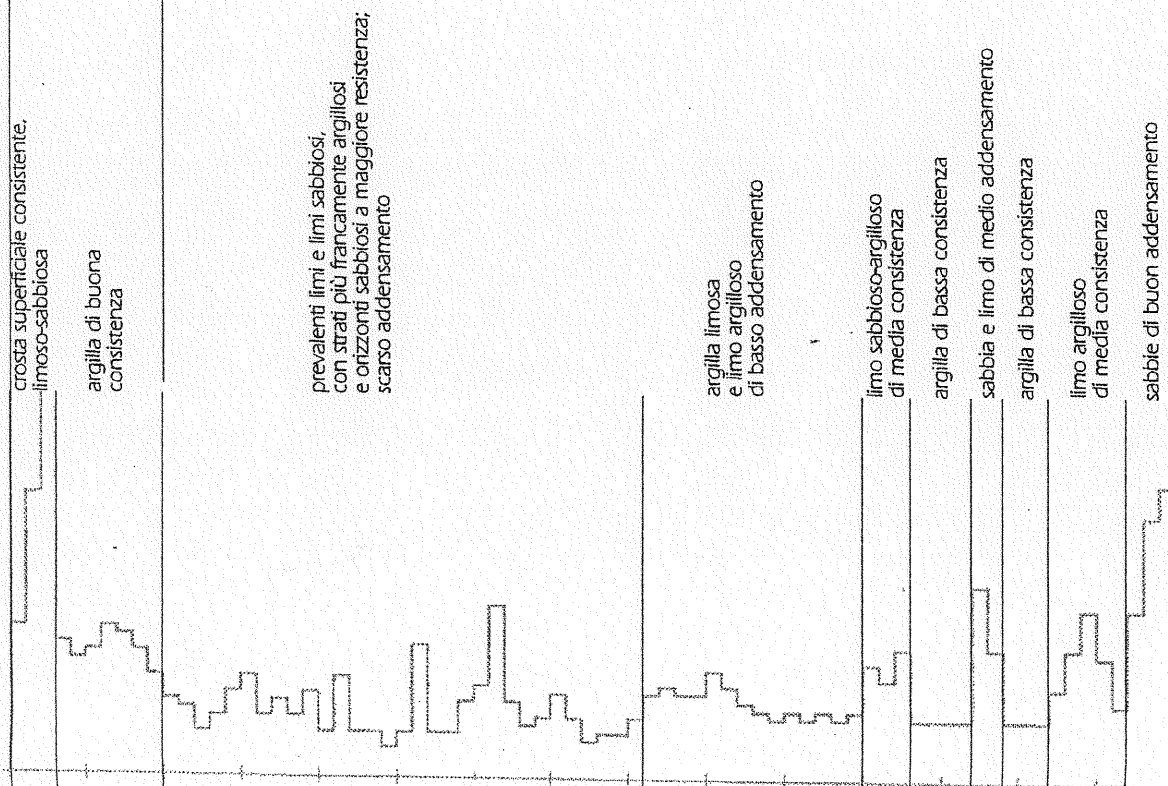 crosta superficiale consistente,
limoso-sabbiosa
argilla di buona
consistenza
prevalenti limi e limi sabbiosi,
con strati più francamente argillosi
e orizzonti sabbiosi a maggiore resistenza;
scarso addensamento
argilla limosa
e limo argilloso
di basso addensamento
limo sabbioso-argilloso
di media consistenza
argilla di bassa consistenza
sabbia e limo di medio addensamento
argilla di bassa consistenza
limo argilloso
di media consistenza
sabbie di buon addensamento